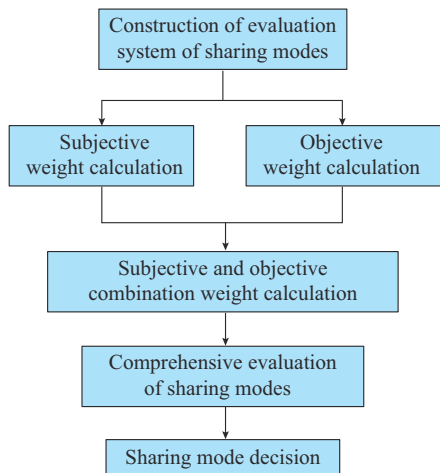 Construction of evaluation
system of sharing modes
Subjective
weight calculation
Objective
weight calculation
Subjective and objective
combination weight calculation
Comprehensive evaluation
of sharing modes
Sharing mode decision